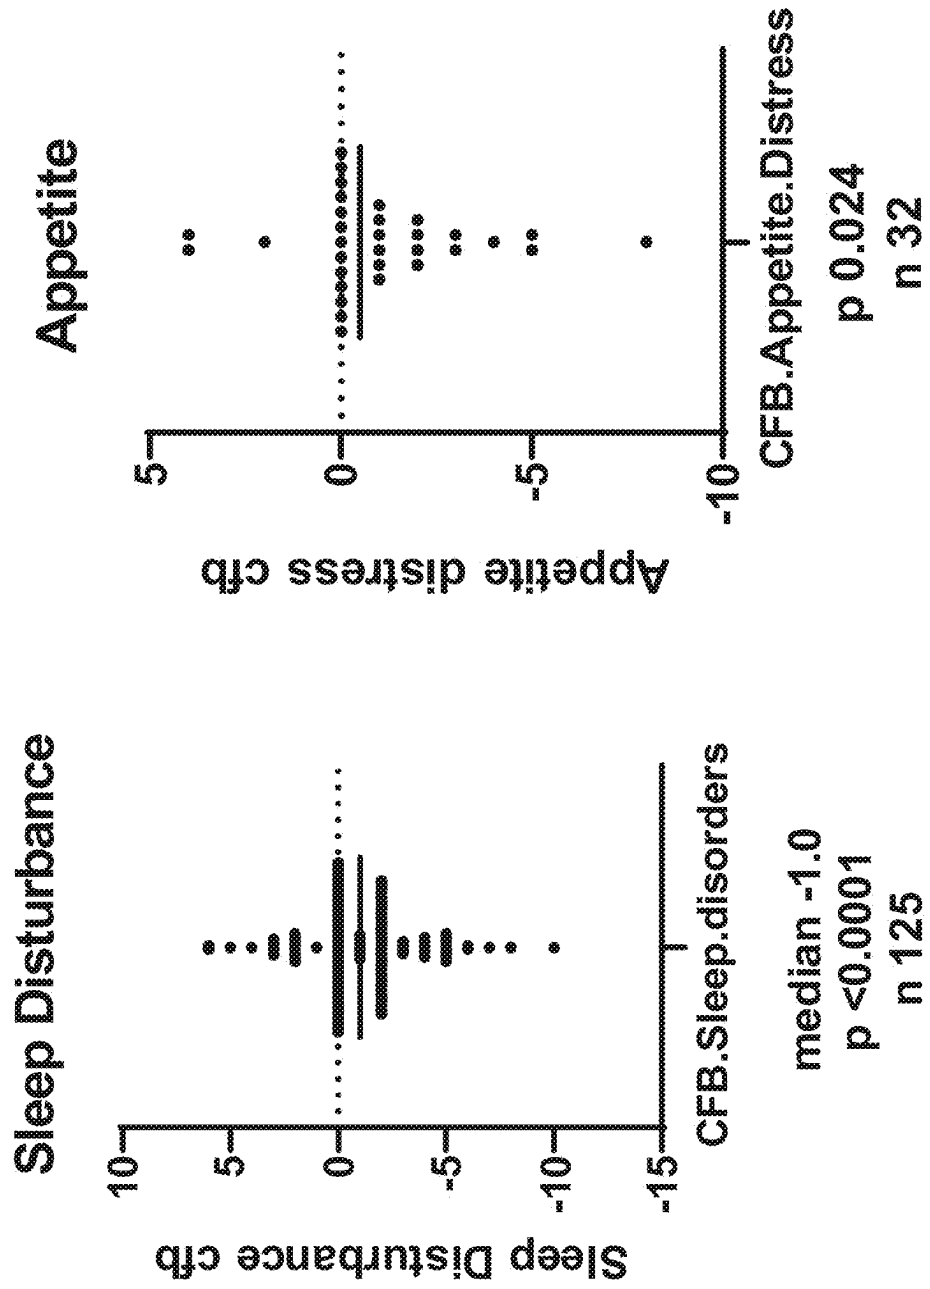 Sleep Disturbance
Sleep Disturbance cfb
10
5
0
-5
-10
-15
CFB.Sleep.disorders
median -1.0
p <0.0001
n 125
Appetite
Appetite distress cfb
5
0
-5
-10
CFB.Appetite.Distress
p 0.024
n 32